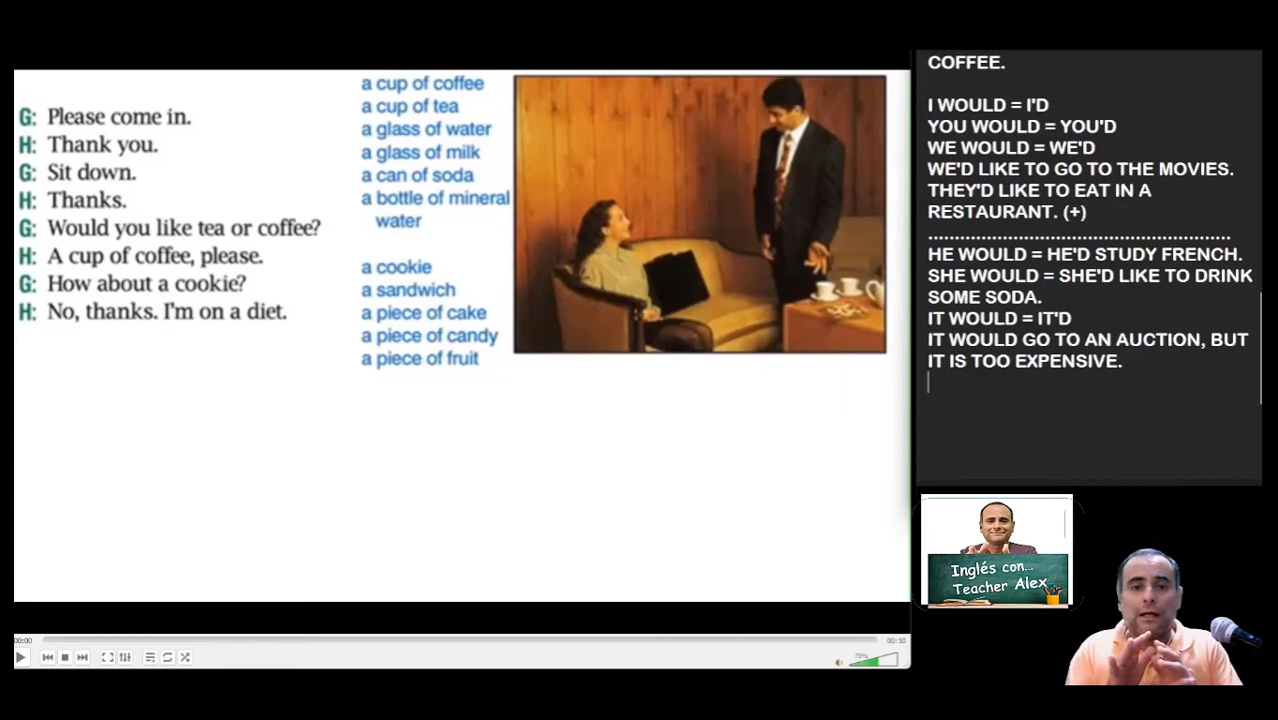 G: Please come in.
H: Thank you.
G: Sit down.
H: Thanks.
G: Would you like tea or coffee?
H: A cup of coffee, please.
G: How about a cookie?
H: No, thanks. I'm on a diet.
a cup of coffee
a cup of tea
a glass of water
a glass of milk
a can of soda
a bottle of mineral
water
a cookie
a sandwich
a piece of cake
a piece of candy
a piece of fruit
COFFEE.
I WOULD = I'D
YOU WOULD = YOU'D
WE WOULD = WE'D
WE'D LIKE TO GO TO THE MOVIES.
THEY'D LIKE TO EAT IN A
RESTAURANT. (+)
......................................................
HE WOULD = HE'D STUDY FRENCH.
SHE WOULD = SHE'D LIKE TO DRINK
SOME SODA.
IT WOULD = IT'D
IT WOULD GO TO AN AUCTION, BUT
IT IS TOO EXPENSIVE.
Inglés con...
Teacher Alex
00:00
00:10
75%